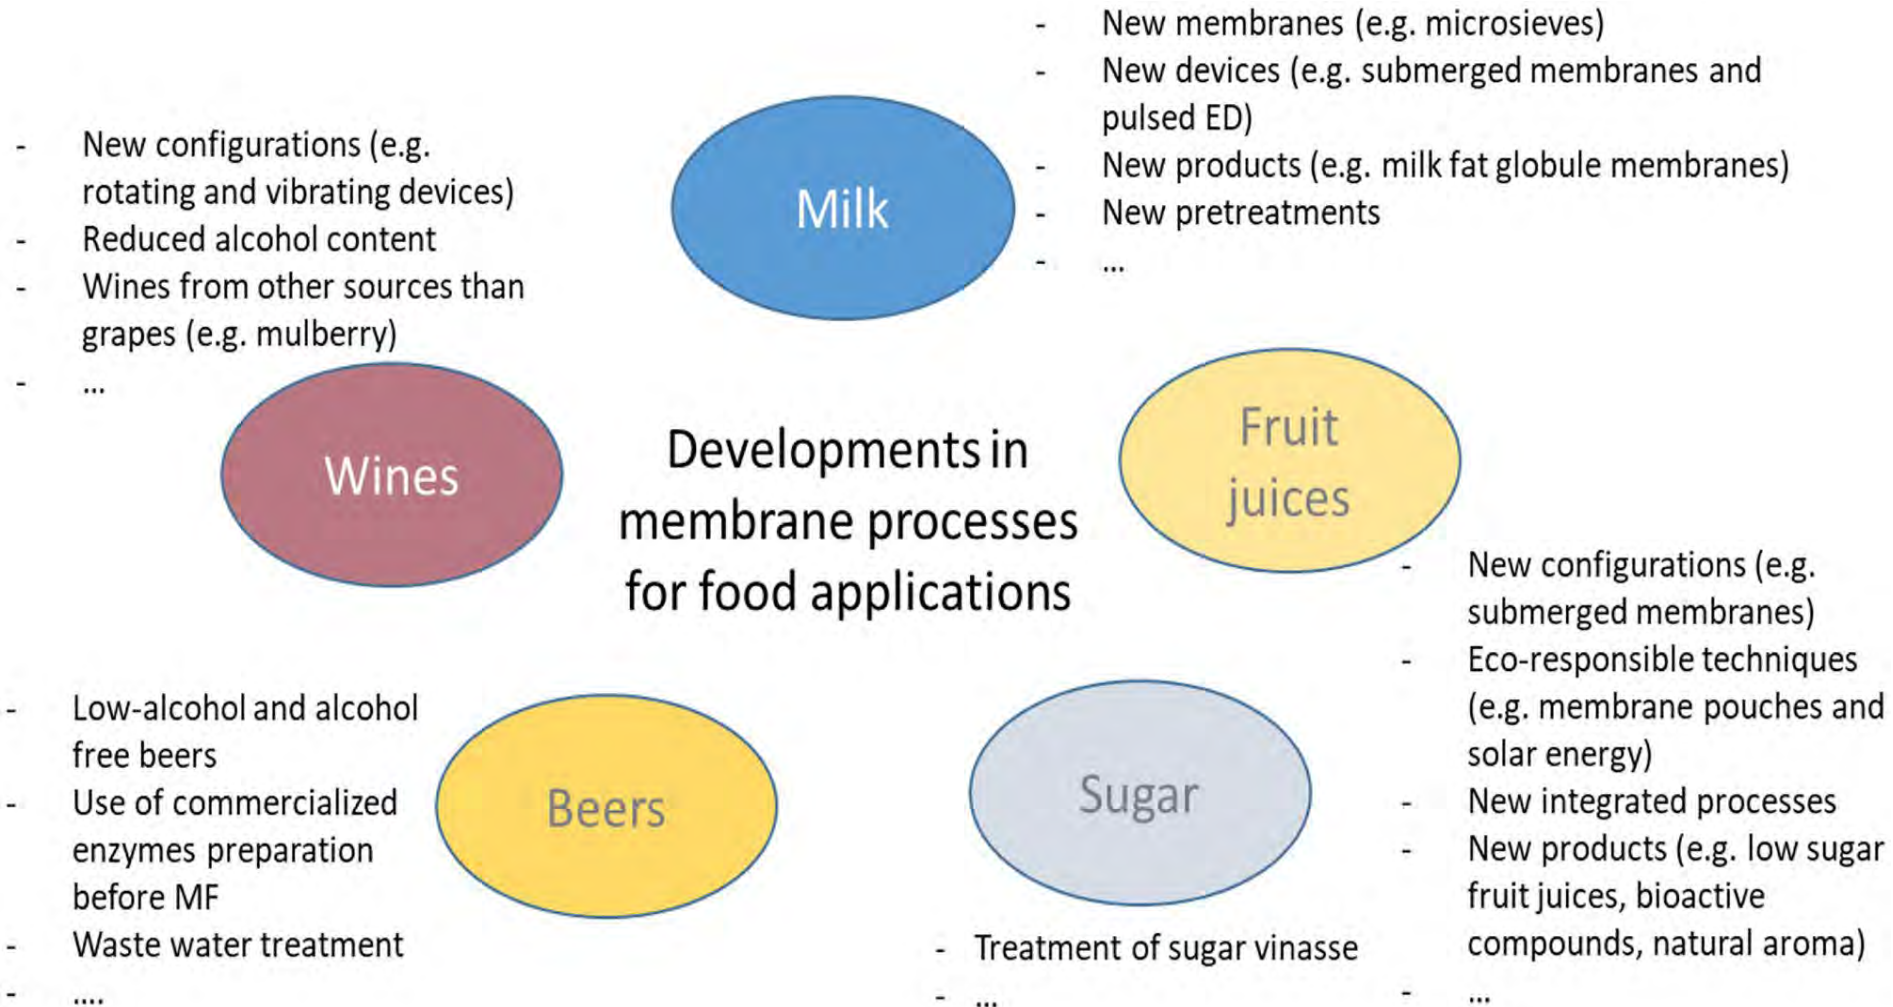 - New membranes (e.g. microsieves)
- New devices (e.g. submerged membranes and
pulsed ED)
- New products (e.g. milk fat globule membranes)
- New pretreatments
- ...
Milk
- New configurations (e.g.
rotating and vibrating devices)
- Reduced alcohol content
- Wines from other sources than
grapes (e.g. mulberry)
- ...
Wines
Developments in
membrane processes
for food applications
Fruit
juices
- New configurations (e.g.
submerged membranes)
- Eco-responsible techniques
(e.g. membrane pouches and
solar energy)
- New integrated processes
- New products (e.g. low sugar
fruit juices, bioactive
compounds, natural aroma)
- ...
- Low-alcohol and alcohol
free beers
- Use of commercialized
enzymes preparation
before MF
- Waste water treatment
- ....
Beers
Sugar
- Treatment of sugar vinasse
- ...